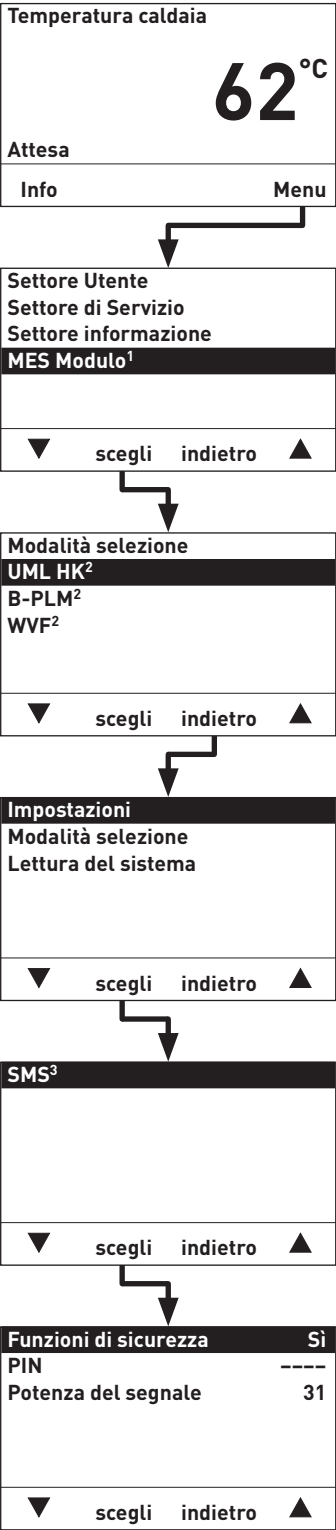 Temperatura caldaia
62°C
Attesa
Info Menu
Settore Utente
Settore di Servizio
Settore informazione
MES Modulo¹
▼ scegli indietro ▲
Modalità selezione
UML HK²
B-PLM²
WVF²
▼ scegli indietro ▲
Impostazioni
Modalità selezione
Lettura del sistema
▼ scegli indietro ▲
SMS³
▼ scegli indietro ▲
Funzioni di sicurezza Sì
PIN ----
Potenza del segnale 31
▼ scegli indietro ▲